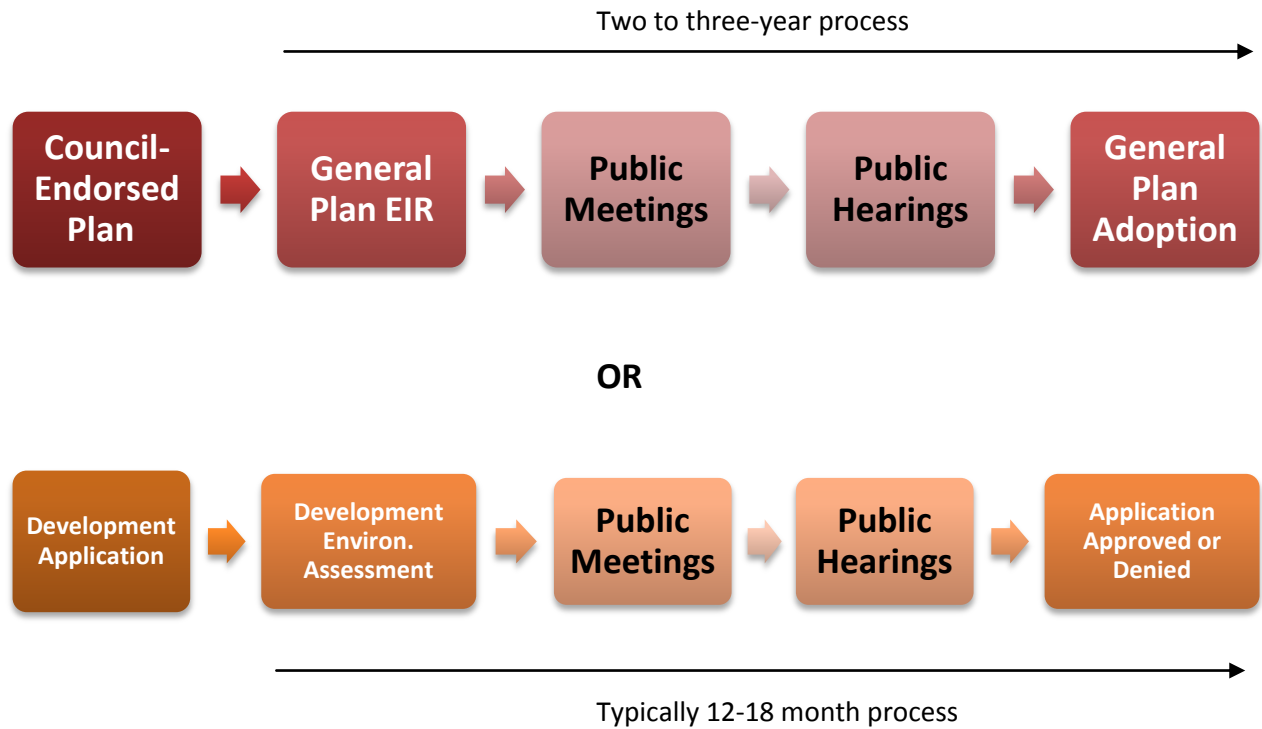 Two to three-year process
Council-
Endorsed
Plan
General
Plan EIR
Public
Meetings
Public
Hearings
General
Plan
Adoption
OR
Development
Application
Development
Environ.
Assessment
Public
Meetings
Public
Hearings
Application
Approved or
Denied
Typically 12-18 month process